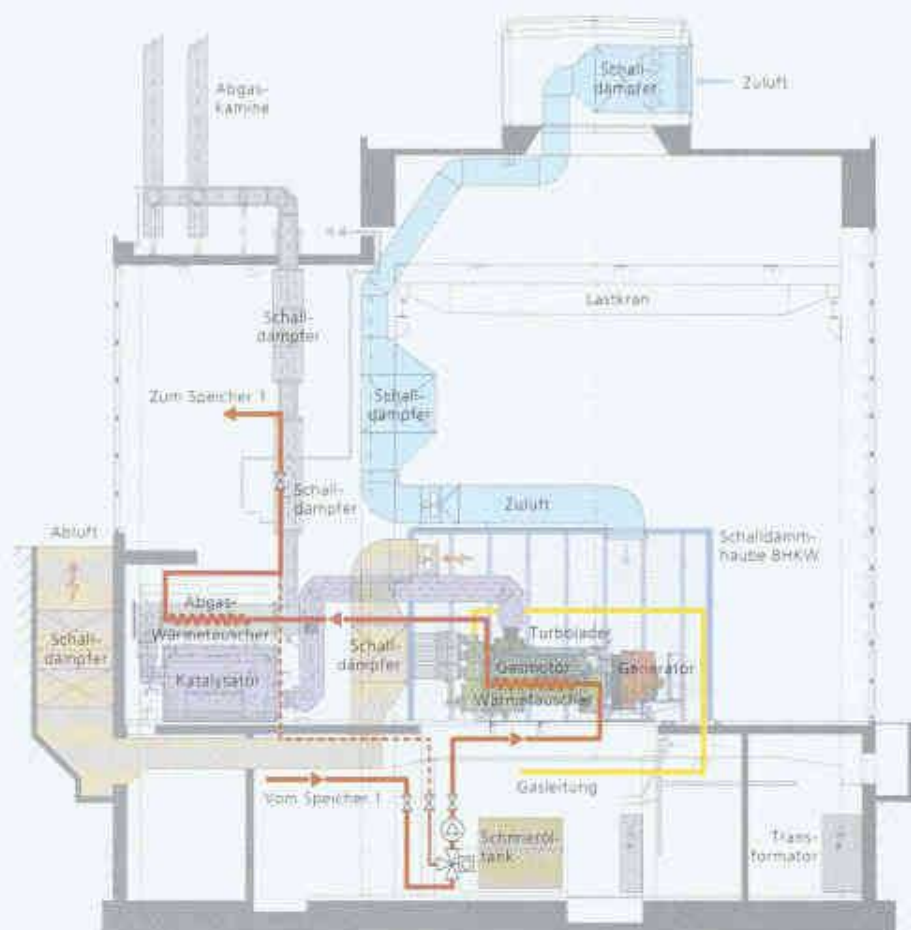 Abgas-
kamine
Schall-
dämpfer
Zuluft
Lastkran
Schall-
dämpfer
Zum Speicher 1
Schall-
dämpfer
Schall-
dämpfer
Zuluft
Abluft
Schalldämm-
haube BHKW
Abgas-
Wärmetauscher
Turbolader
Schall-
dämpfer
Schall-
dämpfer
Katalysator
Gasmotor
Generator
Wärmetauscher
Gasleitung
Vom Speicher 1
Schmieröl-
tank
Trans-
formator